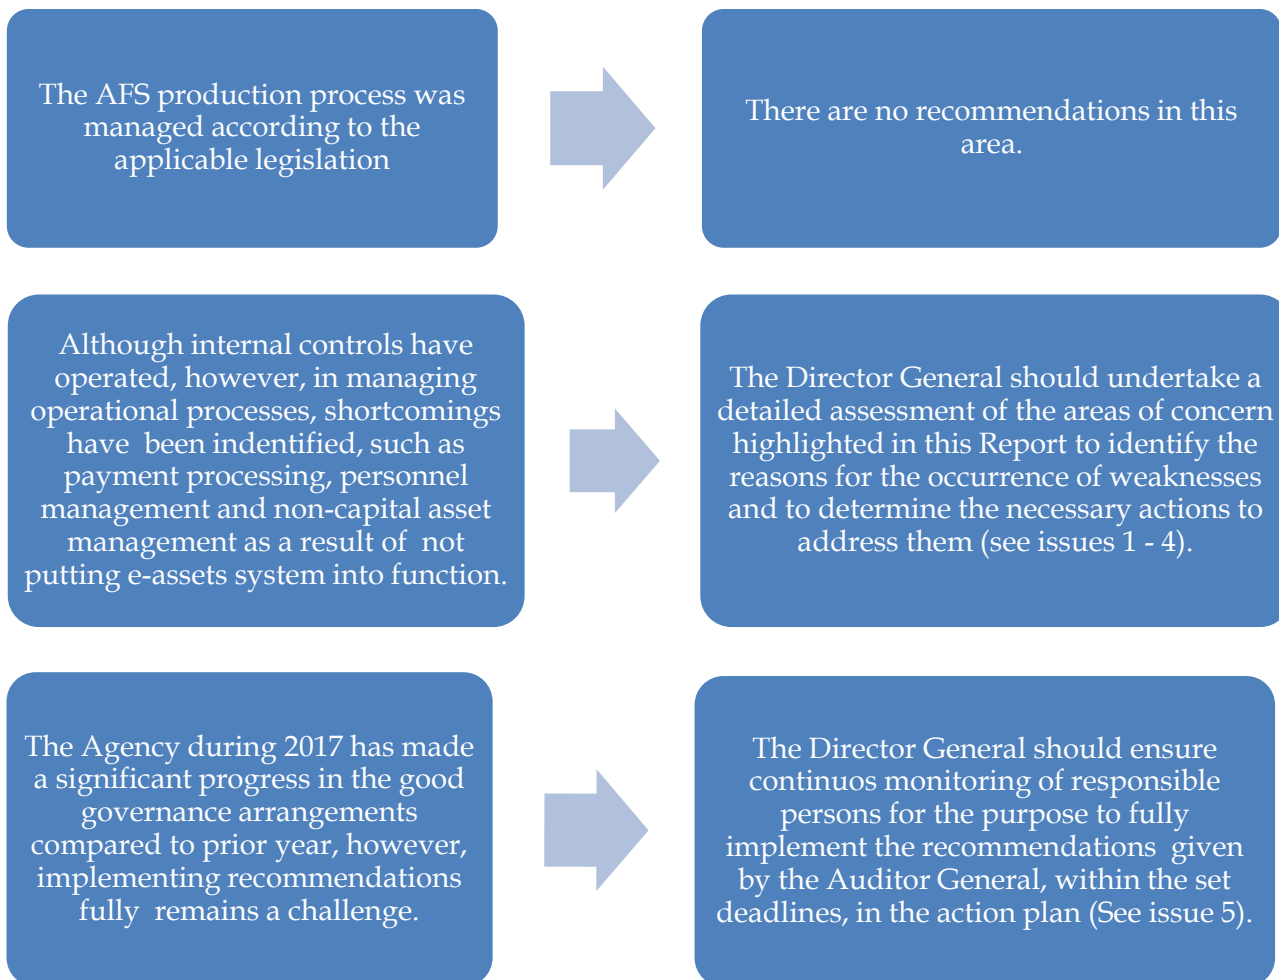 The AFS production process was
managed according to the
applicable legislation
There are no recommendations in this
area.
Although internal controls have
operated, however, in managing
operational processes, shortcomings
have been indentified, such as
payment processing, personnel
management and non-capital asset
management as a result of not
putting e-assets system into function.
The Director General should undertake a
detailed assessment of the areas of concern
highlighted in this Report to identify the
reasons for the occurrence of weaknesses
and to determine the necessary actions to
address them (see issues 1 - 4).
The Agency during 2017 has made
a significant progress in the good
governance arrangements
compared to prior year, however,
implementing recommendations
fully remains a challenge.
The Director General should ensure
continuos monitoring of responsible
persons for the purpose to fully
implement the recommendations given
by the Auditor General, within the set
deadlines, in the action plan (See issue 5).